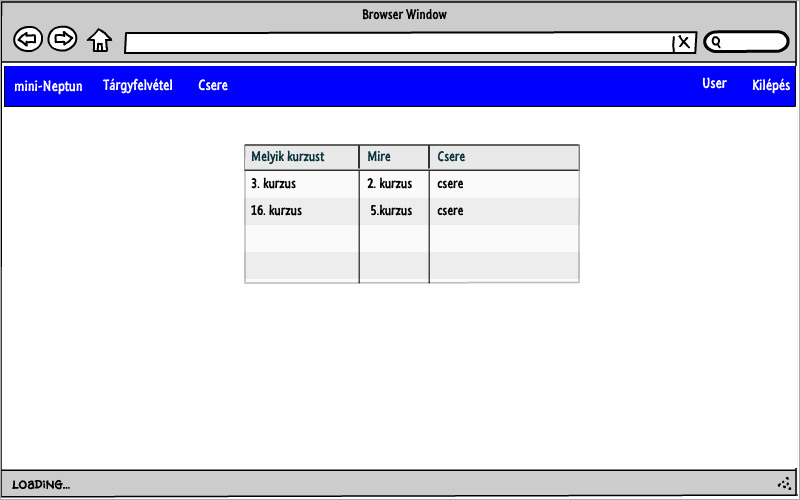 Browser Window
mini-Neptun Tárgyfelvétel Csere User Kilépés
Melyik kurzust Mire Csere
3. kurzus 2. kurzus csere
16. kurzus 5.kurzus csere
LOADING...